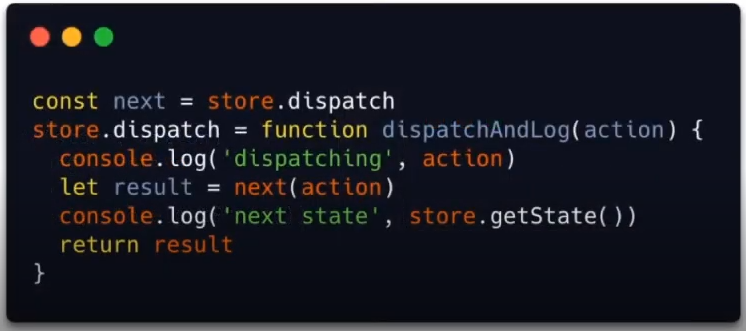 const next = store.dispatch
store.dispatch = function dispatchAndLog(action) {
  console.log('dispatching', action)
  let result = next(action)
  console.log('next state', store.getState())
  return result
}